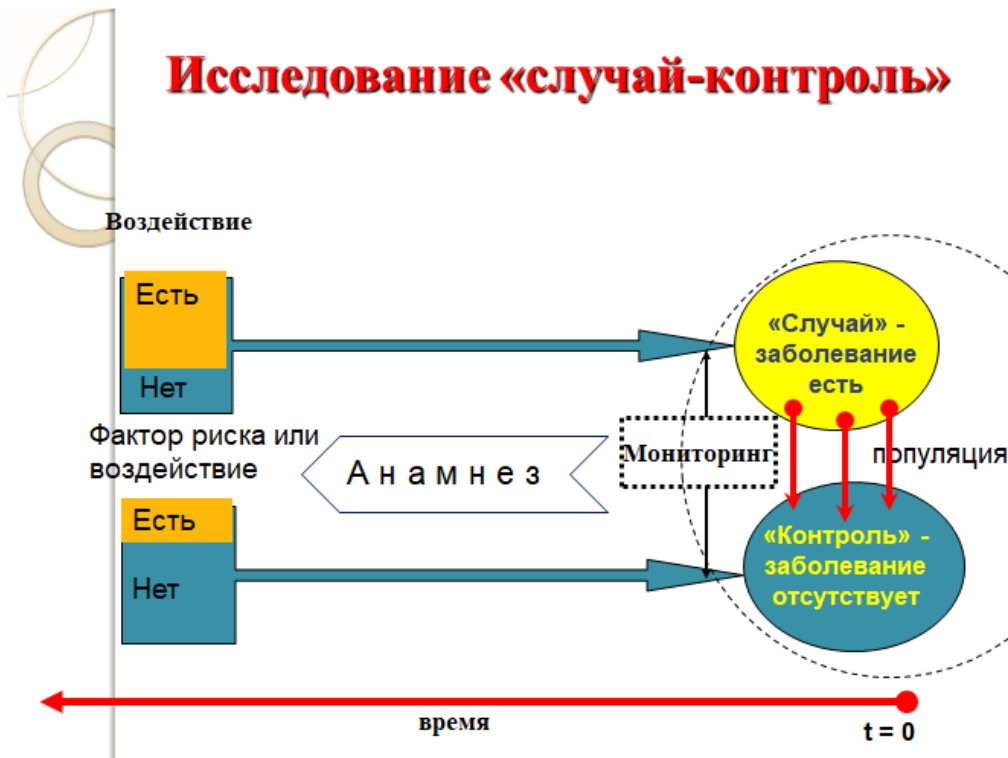 Исследование «случай-контроль»
Воздействие
Есть
Нет
Фактор риска или
воздействие
Есть
Нет
А н а м н е з
Мониторинг
«Случай» -
заболевание
есть
популяция
«Контроль» -
заболевание
отсутствует
время
t = 0